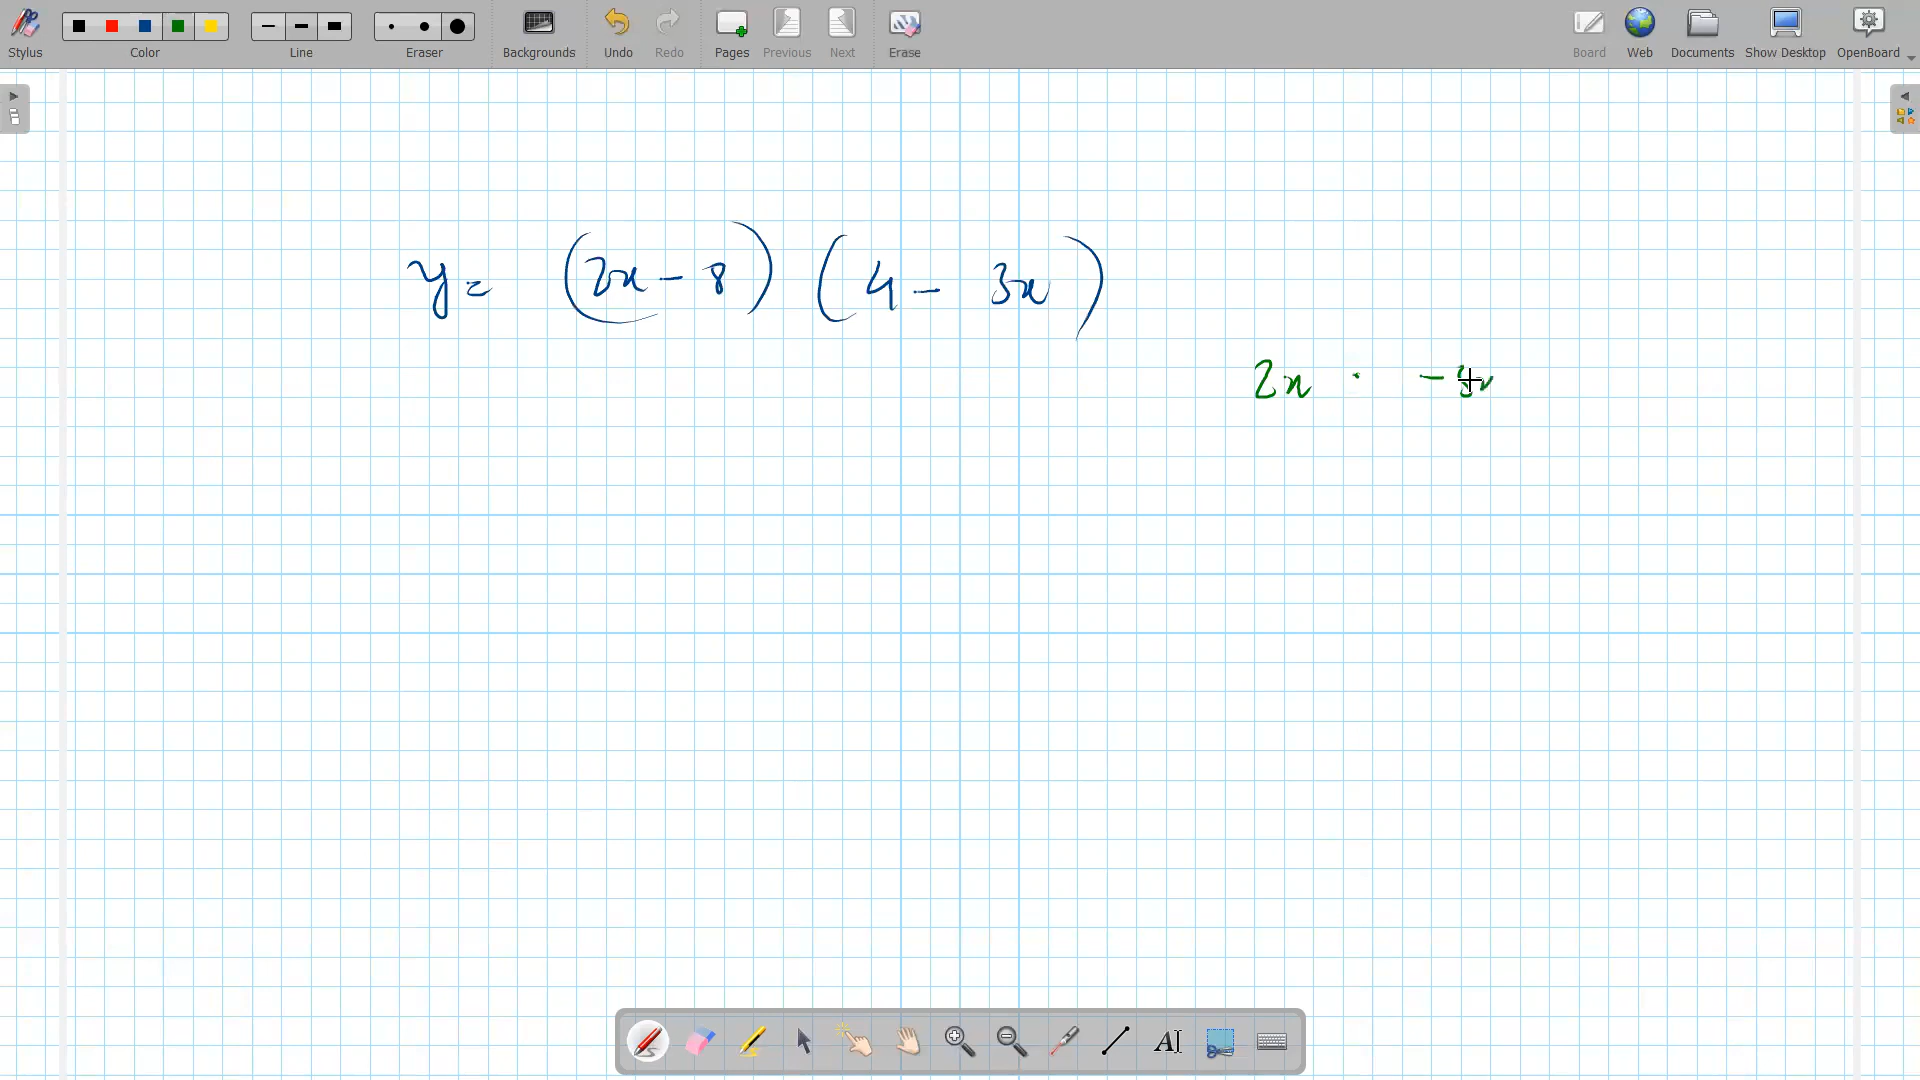 Stylus Color Line Eraser Backgrounds Undo Redo Pages Previous Next Erase Board Web Documents Show Desktop OpenBoard
y = (2x - 8) (4 - 3x)
2x · - 3x